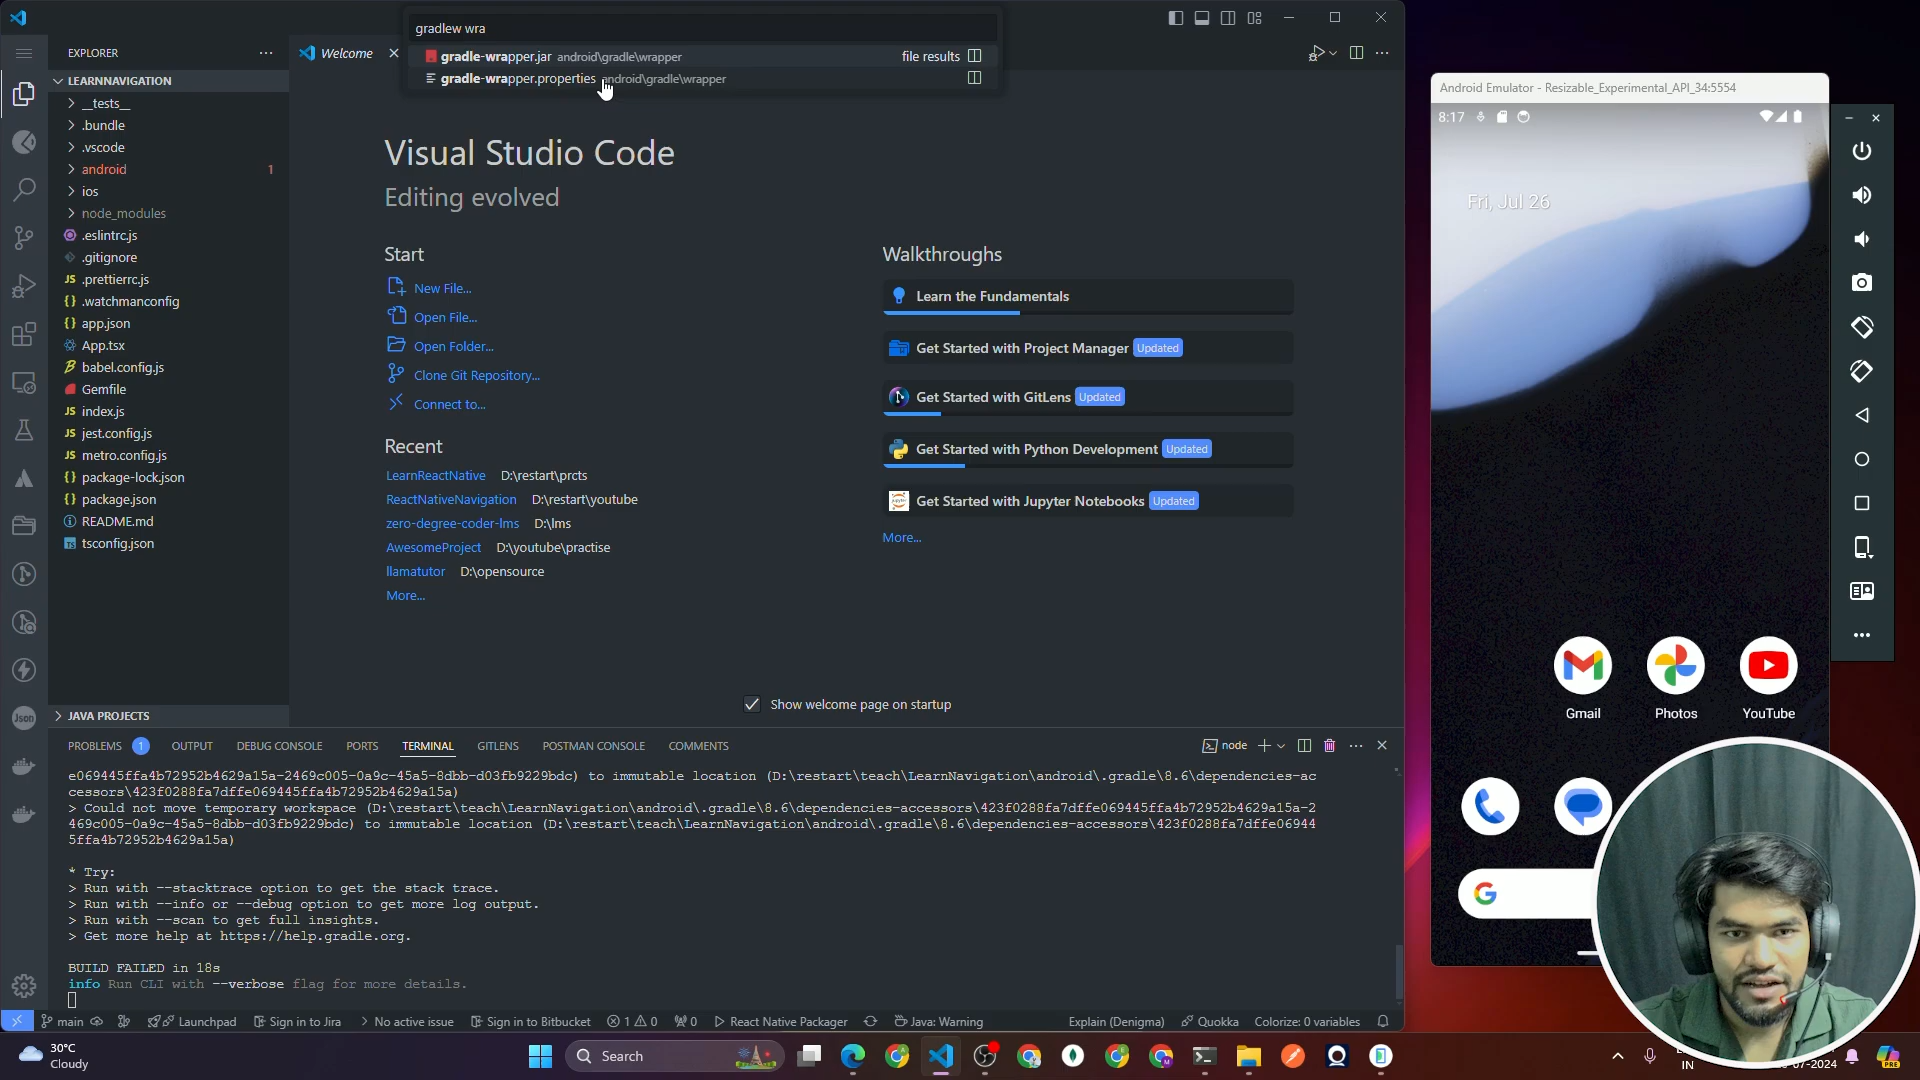 gradlew wra
gradle-wrapper.jar android\gradle\wrapper file results
gradle-wrapper.properties android\gradle\wrapper
EXPLORER
Welcome
LEARNNAVIGATION
__tests__
.bundle
.vscode
android 1
ios
node_modules
.eslintrc.js
.gitignore
.prettierrc.js
.watchmanconfig
app.json
App.tsx
babel.config.js
Gemfile
index.js
jest.config.js
metro.config.js
package-lock.json
package.json
README.md
tsconfig.json
JAVA PROJECTS
Visual Studio Code
Editing evolved
Start
New File...
Open File...
Open Folder...
Clone Git Repository...
Connect to...
Recent
LearnReactNative D:\restart\prcts
ReactNativeNavigation D:\restart\youtube
zero-degree-coder-lms D:\lms
AwesomeProject D:\youtube\practise
llamatutor D:\opensource
More...
Walkthroughs
Learn the Fundamentals
Get Started with Project Manager Updated
Get Started with GitLens Updated
Get Started with Python Development Updated
Get Started with Jupyter Notebooks Updated
More...
Show welcome page on startup
PROBLEMS 1 OUTPUT DEBUG CONSOLE PORTS TERMINAL GITLENS POSTMAN CONSOLE COMMENTS
node
e069445ffa4b72952b4629a15a-2469c005-0a9c-45a5-8dbb-d03fb9229bdc) to immutable location (D:\restart\teach\LearnNavigation\android\.gradle\8.6\dependencies-ac
cessors\423f0288fa7dffe069445ffa4b72952b4629a15a)
> Could not move temporary workspace (D:\restart\teach\LearnNavigation\android\.gradle\8.6\dependencies-accessors\423f0288fa7dffe069445ffa4b72952b4629a15a-2
469c005-0a9c-45a5-8dbb-d03fb9229bdc) to immutable location (D:\restart\teach\LearnNavigation\android\.gradle\8.6\dependencies-accessors\423f0288fa7dffe06944
5ffa4b72952b4629a15a)
* Try:
> Run with --stacktrace option to get the stack trace.
> Run with --info or --debug option to get more log output.
> Run with --scan to get full insights.
> Get more help at https://help.gradle.org.
BUILD FAILED in 18s
info Run CLI with --verbose flag for more details.
main Launchpad Sign in to Jira No active issue Sign in to Bitbucket 1 0 0 React Native Packager Java: Warning Explain (Denigma) Quokka Colorize: 0 variables
Android Emulator - Resizable_Experimental_API_34:5554
8:17
Fri, Jul 26
Gmail Photos YouTube
30°C
Cloudy
Search
IN
07-2024